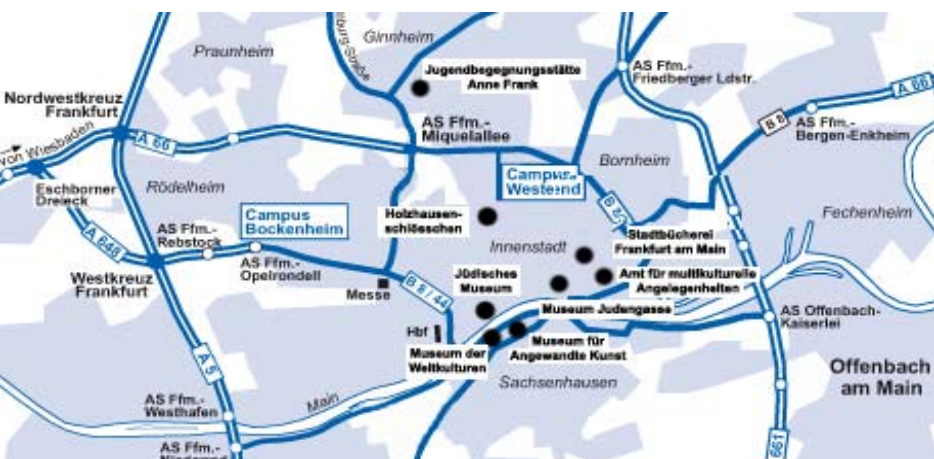 Praunheim
Ginnheim
Jugendbegegnungsstätte
Anne Frank
AS Ffm.-
Friedberger Ldstr.
A 66
Nordwestkreuz
Frankfurt
AS Ffm.-
Miquelallee
B 8
AS Ffm.-
Bergen-Enkheim
von Wiesbaden
A 66
Bornheim
Eschborner
Dreieck
Rödelheim
Campus
Westend
Fechenheim
Campus
Bockenheim
Holzhausen-
schlösschen
A 648
AS Ffm.-
Rebstock
Innenstadt
Stadtbücherei
Frankfurt am Main
AS Ffm.-
Opelrondell
Westkreuz
Frankfurt
Messe
B 8 / 44
Jüdisches
Museum
Amt für multikulturelle
Angelegenheiten
Museum Judengasse
AS Offenbach-
Kaiserlei
Hbf
Museum der
Weltkulturen
Museum für
Angewandte Kunst
A 5
Sachsenhausen
Offenbach
am Main
AS Ffm.-
Westhafen
Main
AS Ffm.-
661